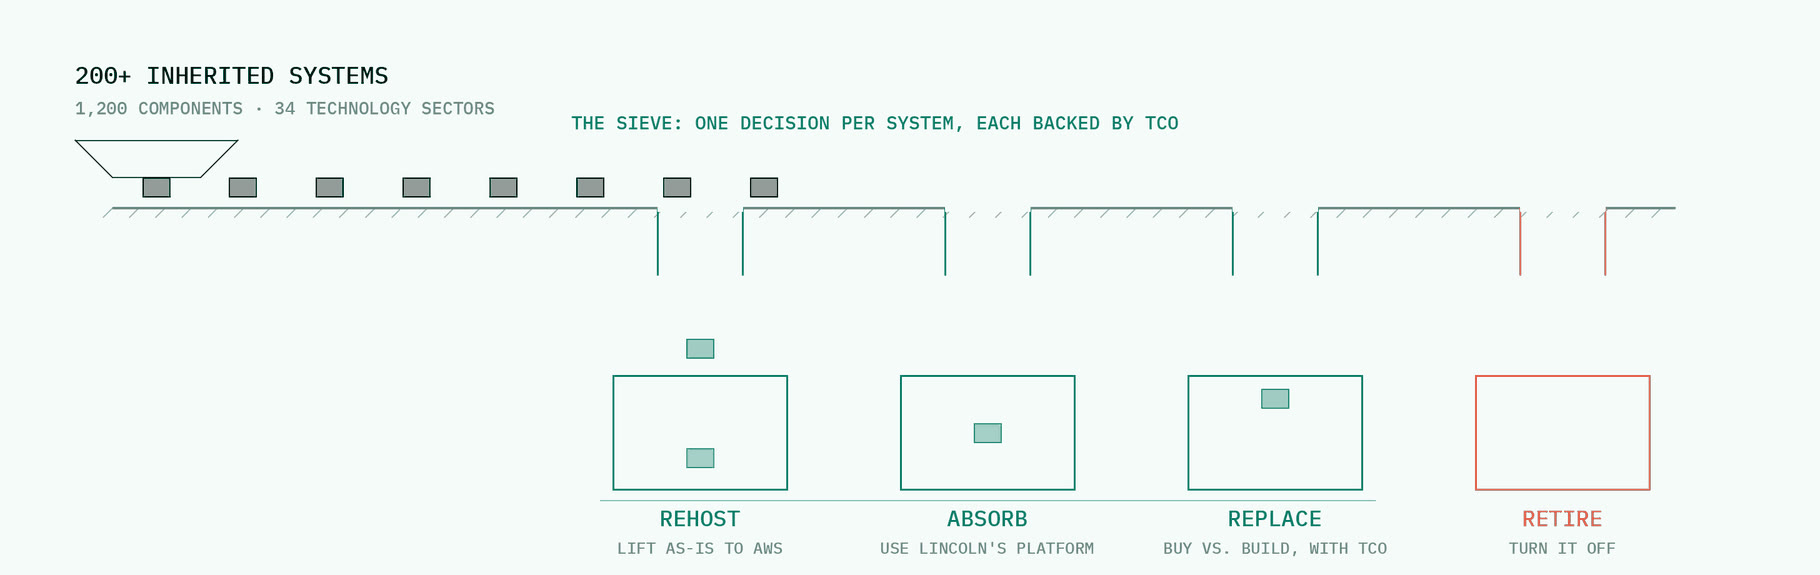 200+ INHERITED SYSTEMS
1,200 COMPONENTS · 34 TECHNOLOGY SECTORS
THE SIEVE: ONE DECISION PER SYSTEM, EACH BACKED BY TCO
REHOST
LIFT AS-IS TO AWS
ABSORB
USE LINCOLN'S PLATFORM
REPLACE
BUY VS. BUILD, WITH TCO
RETIRE
TURN IT OFF